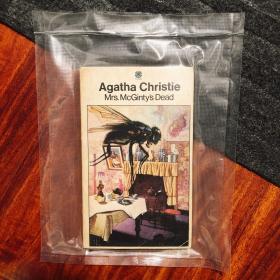 Agatha Christie
Mrs. McGinty's Dead